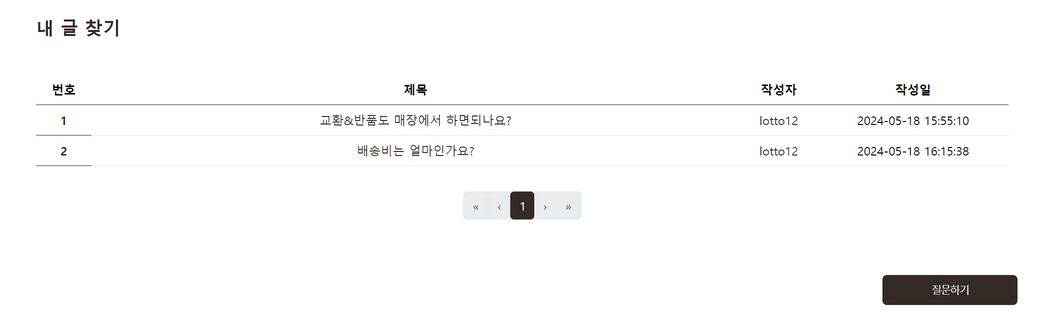 내 글 찾기
번호 제목 작성자 작성일
1 교환&반품도 매장에서 하면되나요? lotto12 2024-05-18 15:55:10
2 배송비는 얼마인가요? lotto12 2024-05-18 16:15:38
« ‹ 1 › »
질문하기